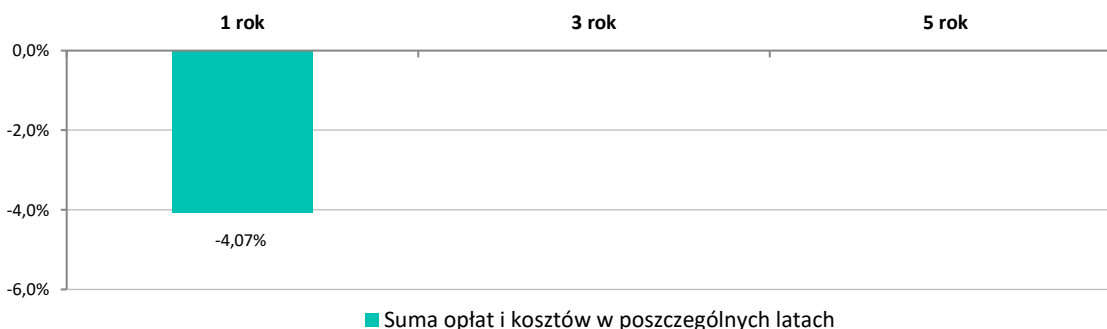 1 rok 3 rok 5 rok
0,0%
-2,0%
-4,0%
-4,07%
-6,0%
Suma opłat i kosztów w poszczególnych latach